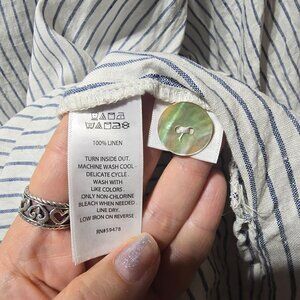 100% LINEN
TURN INSIDE OUT.
MACHINE WASH COOL -
DELICATE CYCLE.
WASH WITH
LIKE COLORS.
ONLY NON-CHLORINE
BLEACH WHEN NEEDED.
LINE DRY.
LOW IRON ON REVERSE
RN#59478